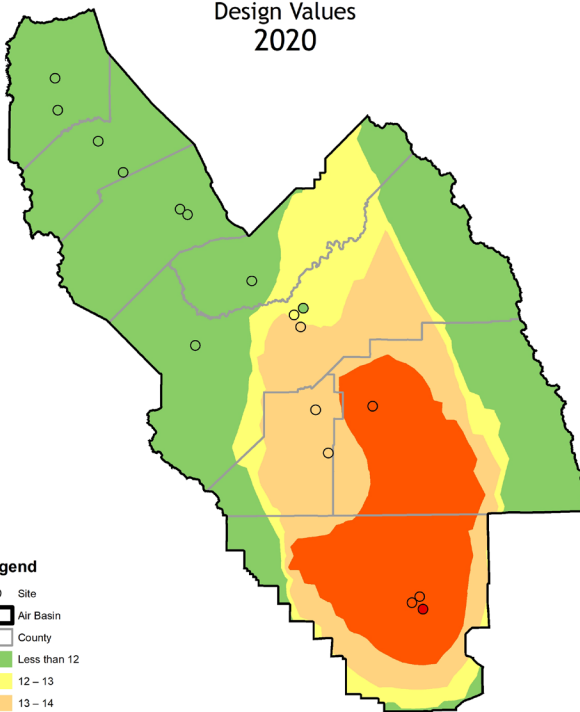 Design Values
2020
gend
Site
Air Basin
County
Less than 12
12 – 13
13 – 14